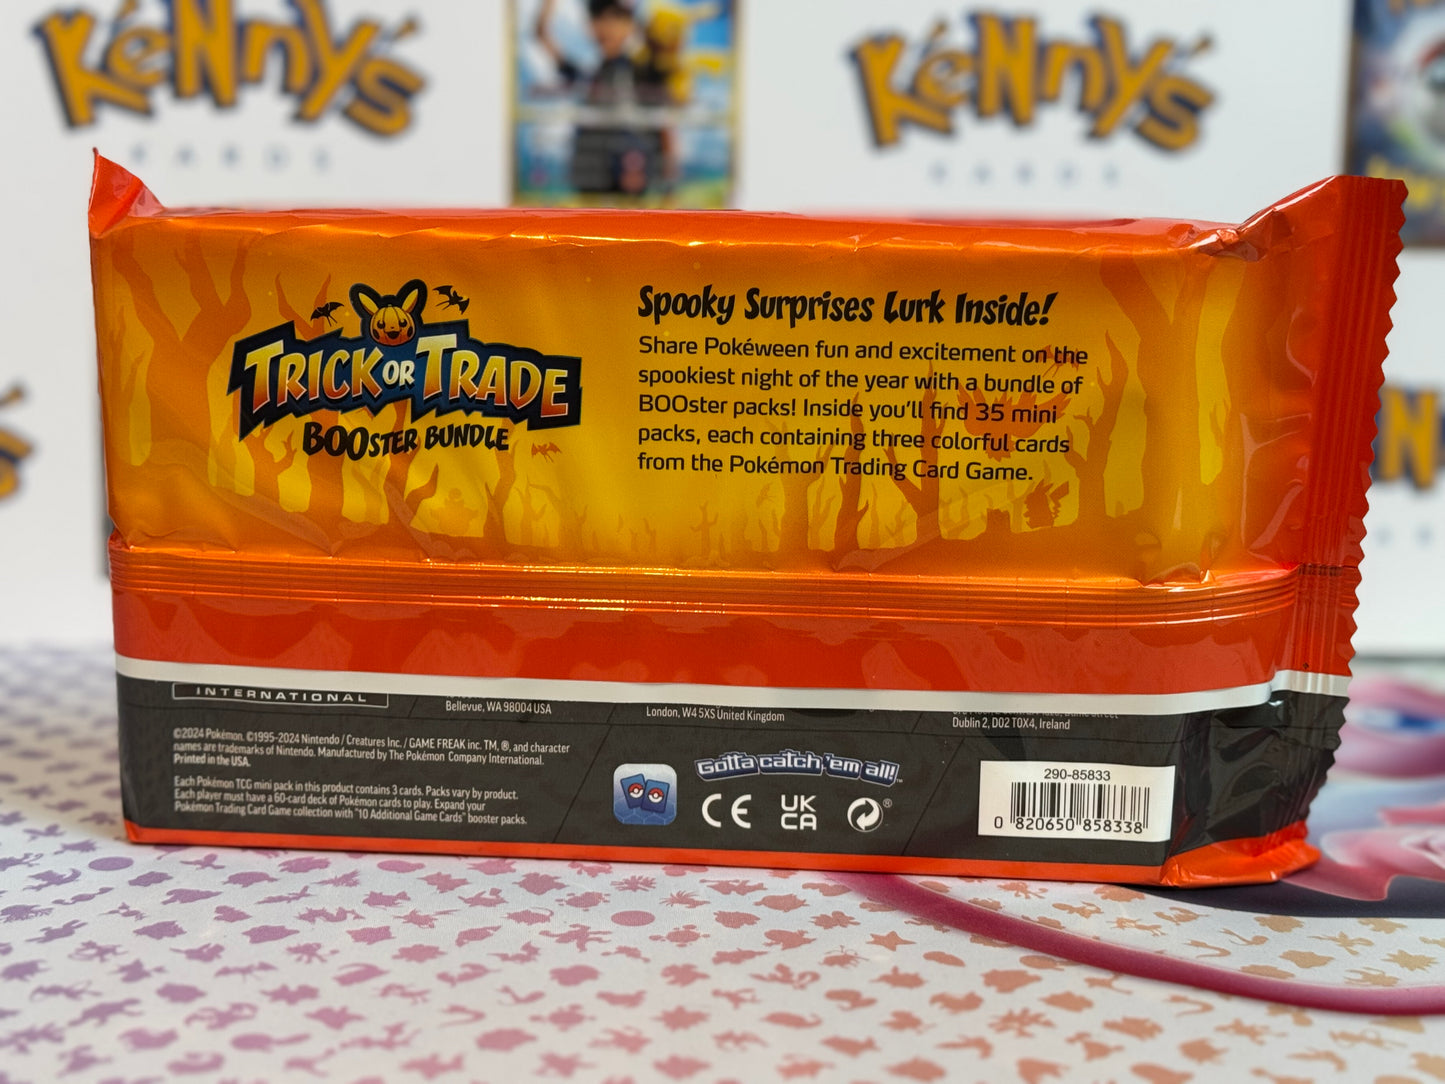 KéNny's
CARDS
KéNny's
CARDS
TRICK OR TRADE
BOOSTER BUNDLE
Spooky Surprises Lurk Inside!
Share Pokéween fun and excitement on the
spookiest night of the year with a bundle of
BOOster packs! Inside you'll find 35 mini
packs, each containing three colorful cards
from the Pokémon Trading Card Game.
INTERNATIONAL
Bellevue, WA 98004 USA
London, W4 5XS United Kingdom
Dublin 2, D02 T0X4, Ireland
©2024 Pokémon. ©1995-2024 Nintendo / Creatures Inc. / GAME FREAK inc. TM, ®, and character
names are trademarks of Nintendo. Manufactured by The Pokémon Company International.
Printed in the USA.
Each Pokémon TCG mini pack in this product contains 3 cards. Packs vary by product.
Each player must have a 60-card deck of Pokémon cards to play. Expand your
Pokémon Trading Card Game collection with "10 Additional Game Cards" booster packs.
Gotta catch 'em all!™
CE
UK
CA
®
290-85833
0 820650 858338